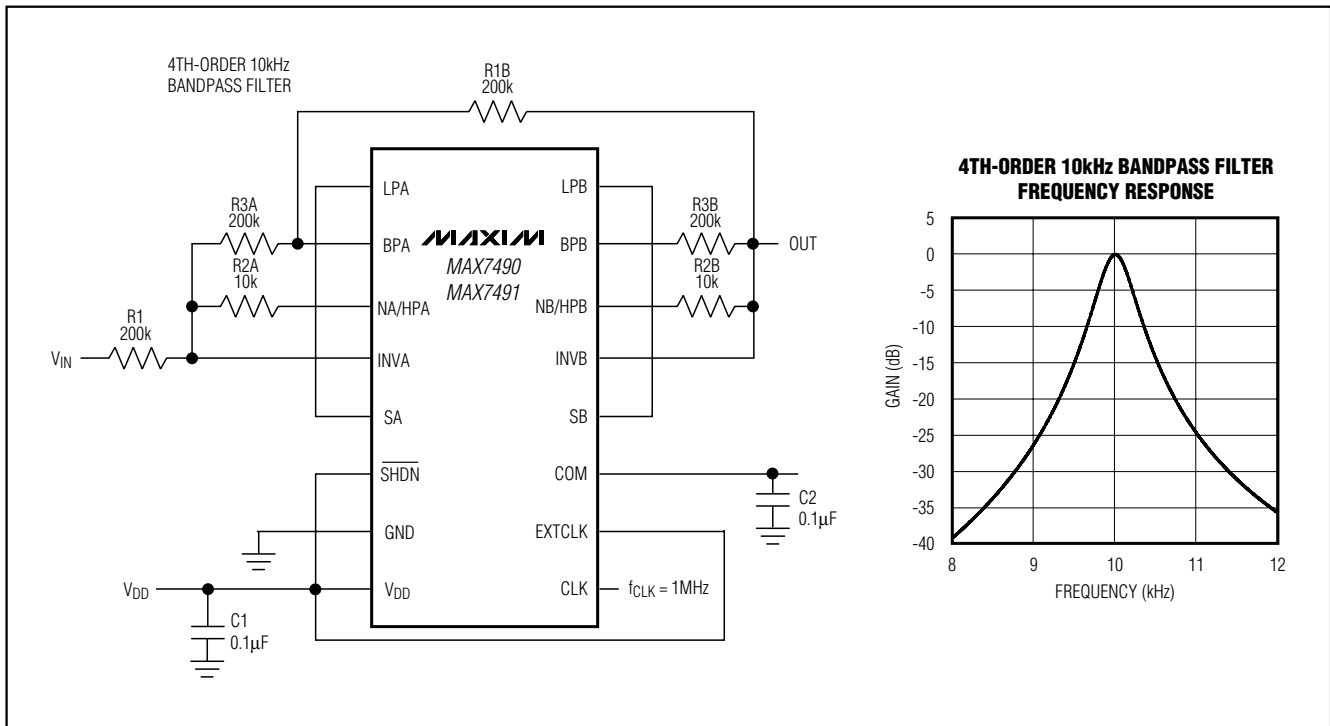 4TH-ORDER 10kHz
BANDPASS FILTER
R1B
200k
R3A
200k
R2A
10k
R1
200k
VIN
LPA
BPA
NA/HPA
INVA
SA
SHDN
GND
VDD
MAXIM
MAX7490
MAX7491
LPB
BPB
NB/HPB
INVB
SB
COM
EXTCLK
CLK
R3B
200k
R2B
10k
OUT
C2
0.1µF
fCLK = 1MHz
VDD
C1
0.1µF
4TH-ORDER 10kHz BANDPASS FILTER
FREQUENCY RESPONSE
GAIN (dB)
5
0
-5
-10
-15
-20
-25
-30
-35
-40
8 9 10 11 12
FREQUENCY (kHz)